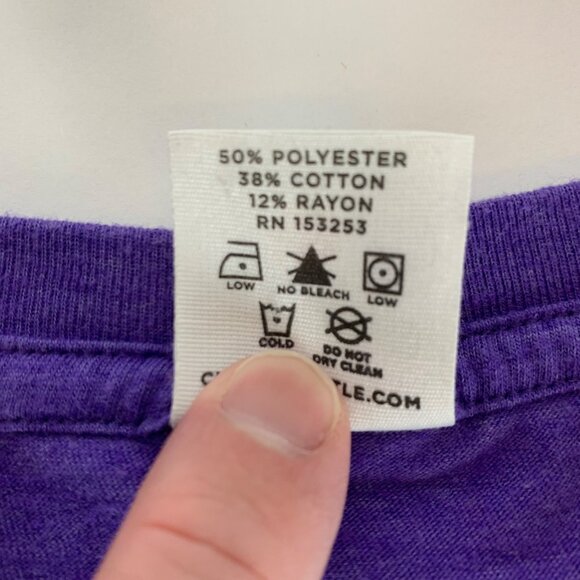 50% POLYESTER
38% COTTON
12% RAYON
RN 153253
LOW NO BLEACH LOW
COLD DO NOT DRY CLEAN